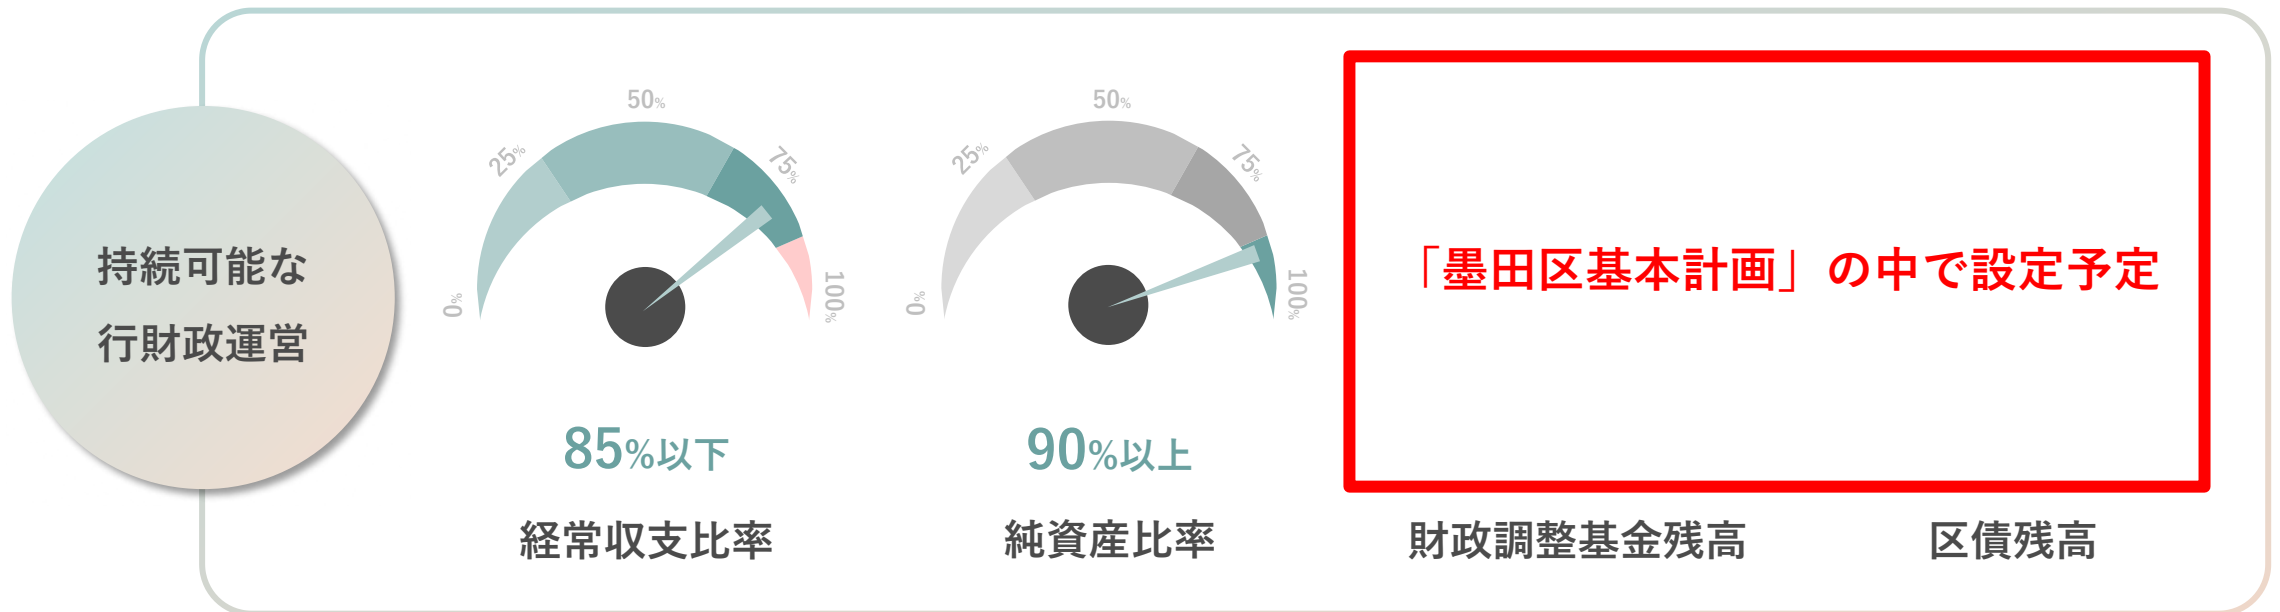 持続可能な
行財政運営
0%
25%
50%
75%
100%
85%以下
経常収支比率
0%
25%
50%
75%
100%
90%以上
純資産比率
「墨田区基本計画」の中で設定予定
財政調整基金残高
区債残高